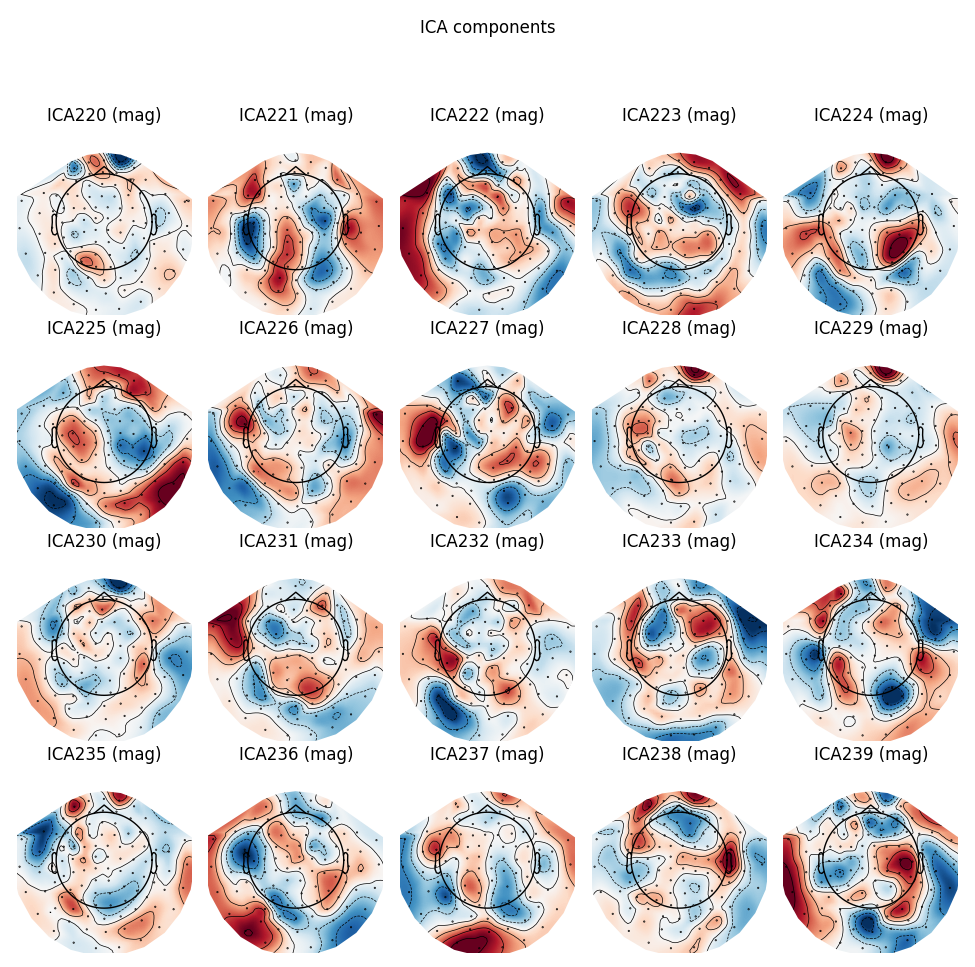 ICA components
ICA220 (mag) ICA221 (mag) ICA222 (mag) ICA223 (mag) ICA224 (mag)
ICA225 (mag) ICA226 (mag) ICA227 (mag) ICA228 (mag) ICA229 (mag)
ICA230 (mag) ICA231 (mag) ICA232 (mag) ICA233 (mag) ICA234 (mag)
ICA235 (mag) ICA236 (mag) ICA237 (mag) ICA238 (mag) ICA239 (mag)